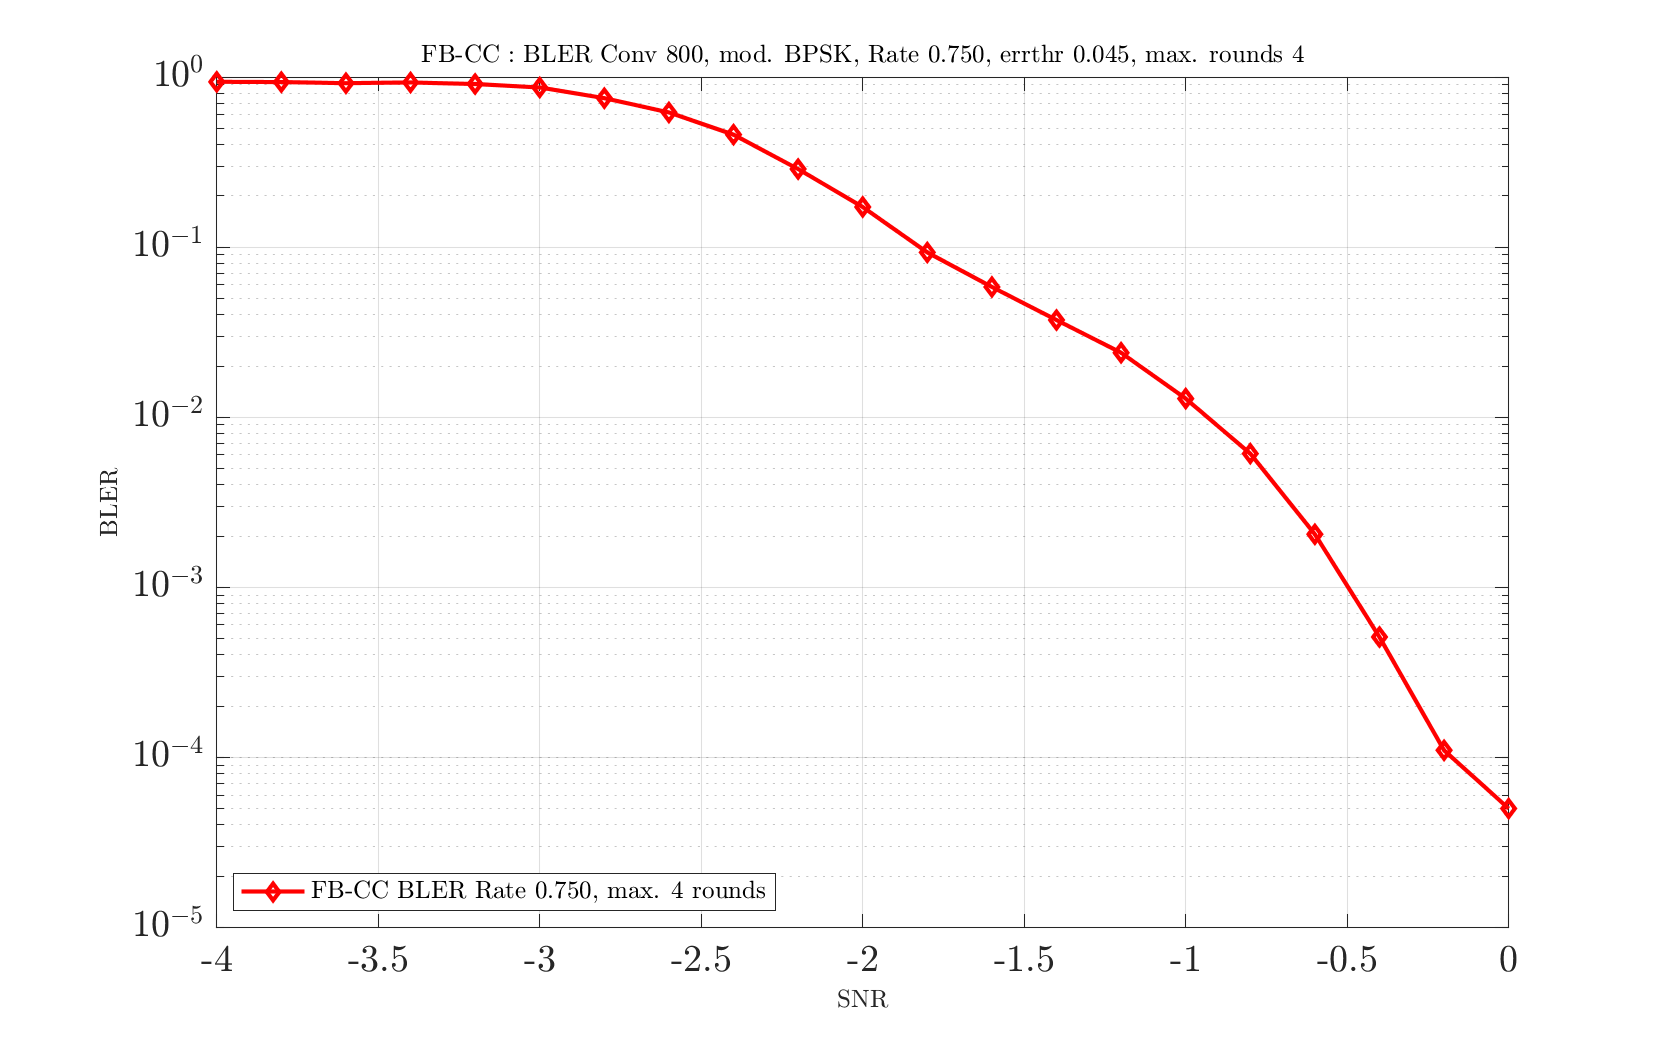 FB-CC : BLER Conv 800, mod. BPSK, Rate 0.750, errthr 0.045, max. rounds 4
10^0
10^-1
10^-2
10^-3
10^-4
10^-5
BLER
FB-CC BLER Rate 0.750, max. 4 rounds
-4 -3.5 -3 -2.5 -2 -1.5 -1 -0.5 0
SNR